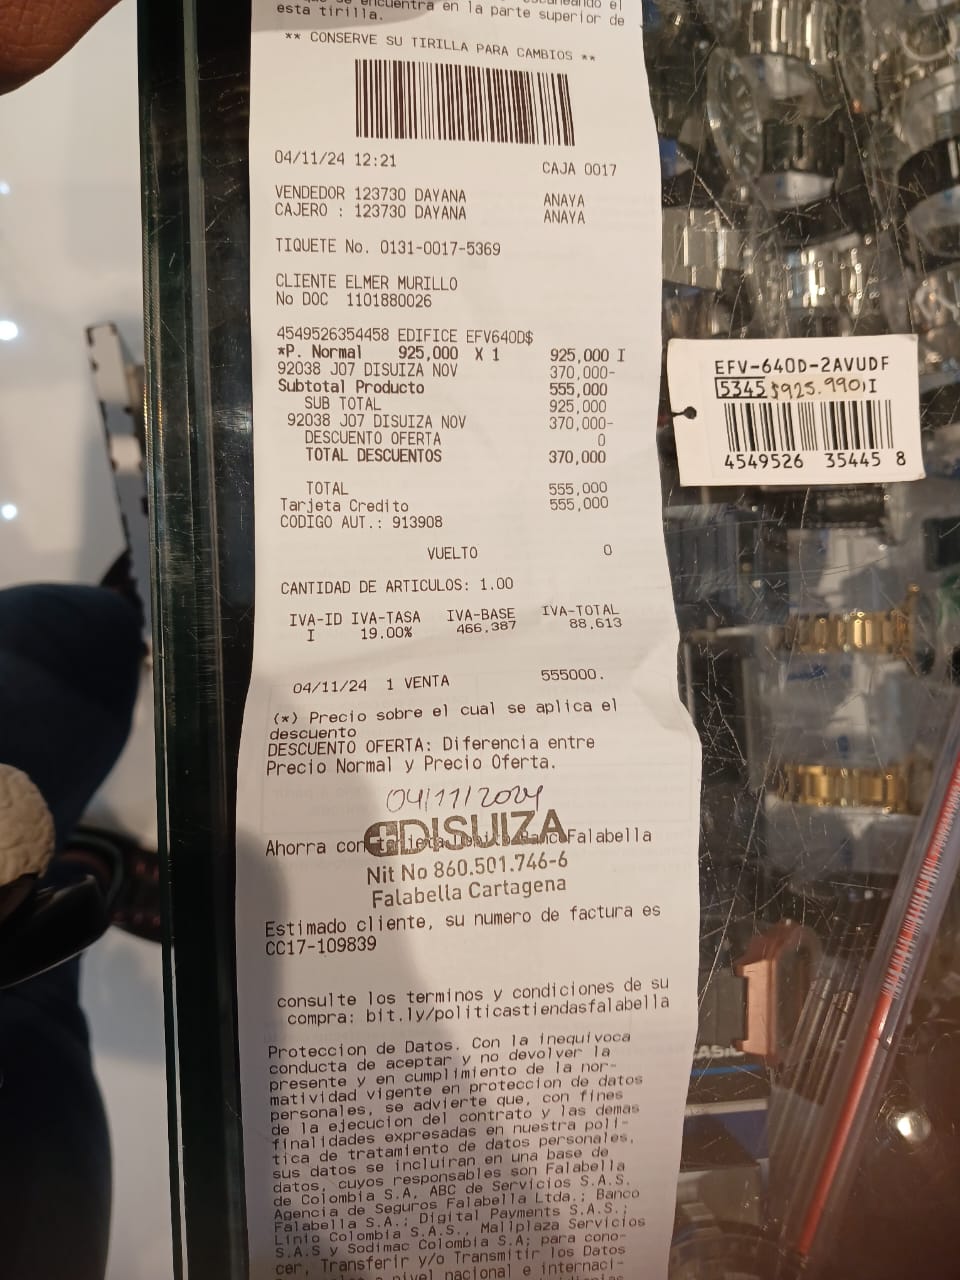 encuentra en la parte superior de
esta tirilla.
** CONSERVE SU TIRILLA PARA CAMBIOS **
04/11/24 12:21 CAJA 0017
VENDEDOR 123730 DAYANA ANAYA
CAJERO : 123730 DAYANA ANAYA
TIQUETE No. 0131-0017-5369
CLIENTE ELMER MURILLO
No DOC 1101880026
4549526354458 EDIFICE EFV640D$
*P. Normal 925,000 X 1 925,000 I
92038 J07 DISUIZA NOV 370,000-
Subtotal Producto 555,000
SUB TOTAL 925,000
92038 J07 DISUIZA NOV 370,000-
DESCUENTO OFERTA 0
TOTAL DESCUENTOS 370,000
TOTAL 555,000
Tarjeta Credito 555,000
CODIGO AUT.: 913908
VUELTO 0
CANTIDAD DE ARTICULOS: 1.00
IVA-ID IVA-TASA IVA-BASE IVA-TOTAL
I 19.00% 466,387 88,613
04/11/24 1 VENTA 555000.
(*) Precio sobre el cual se aplica el
descuento
DESCUENTO OFERTA: Diferencia entre
Precio Normal y Precio Oferta.
04/11/2024
DISUIZA
Ahorra con Falabella
Nit No 860.501.746-6
Falabella Cartagena
Estimado cliente, su numero de factura es
CC17-109839
consulte los terminos y condiciones de su
compra: bit.ly/politicastiendasfalabella
Proteccion de Datos. Con la inequivoca
conducta de aceptar y no devolver la
presente y en cumplimiento de la nor-
matividad vigente en proteccion de datos
personales, se advierte que, con fines
de la ejecucion del contrato y las demas
finalidades expresadas en nuestra poli-
tica de tratamiento de datos personales,
sus datos se incluiran en una base de
datos, cuyos responsables son Falabella
de Colombia S.A, ABC de Servicios S.A.S.
Agencia de Seguros Falabella Ltda.; Banco
Falabella S.A.; Digital Payments S.A.S.;
Linio Colombia S.A.S., Mallplaza Servicios
S.A.S y Sodimac Colombia S.A; para cono-
cer, Transferir y/o Transmitir los Datos
a nivel nacional e internaci-
EFV-640D-2AVUDF
5345 $925.990 I
4549526 35445 8
CASIO